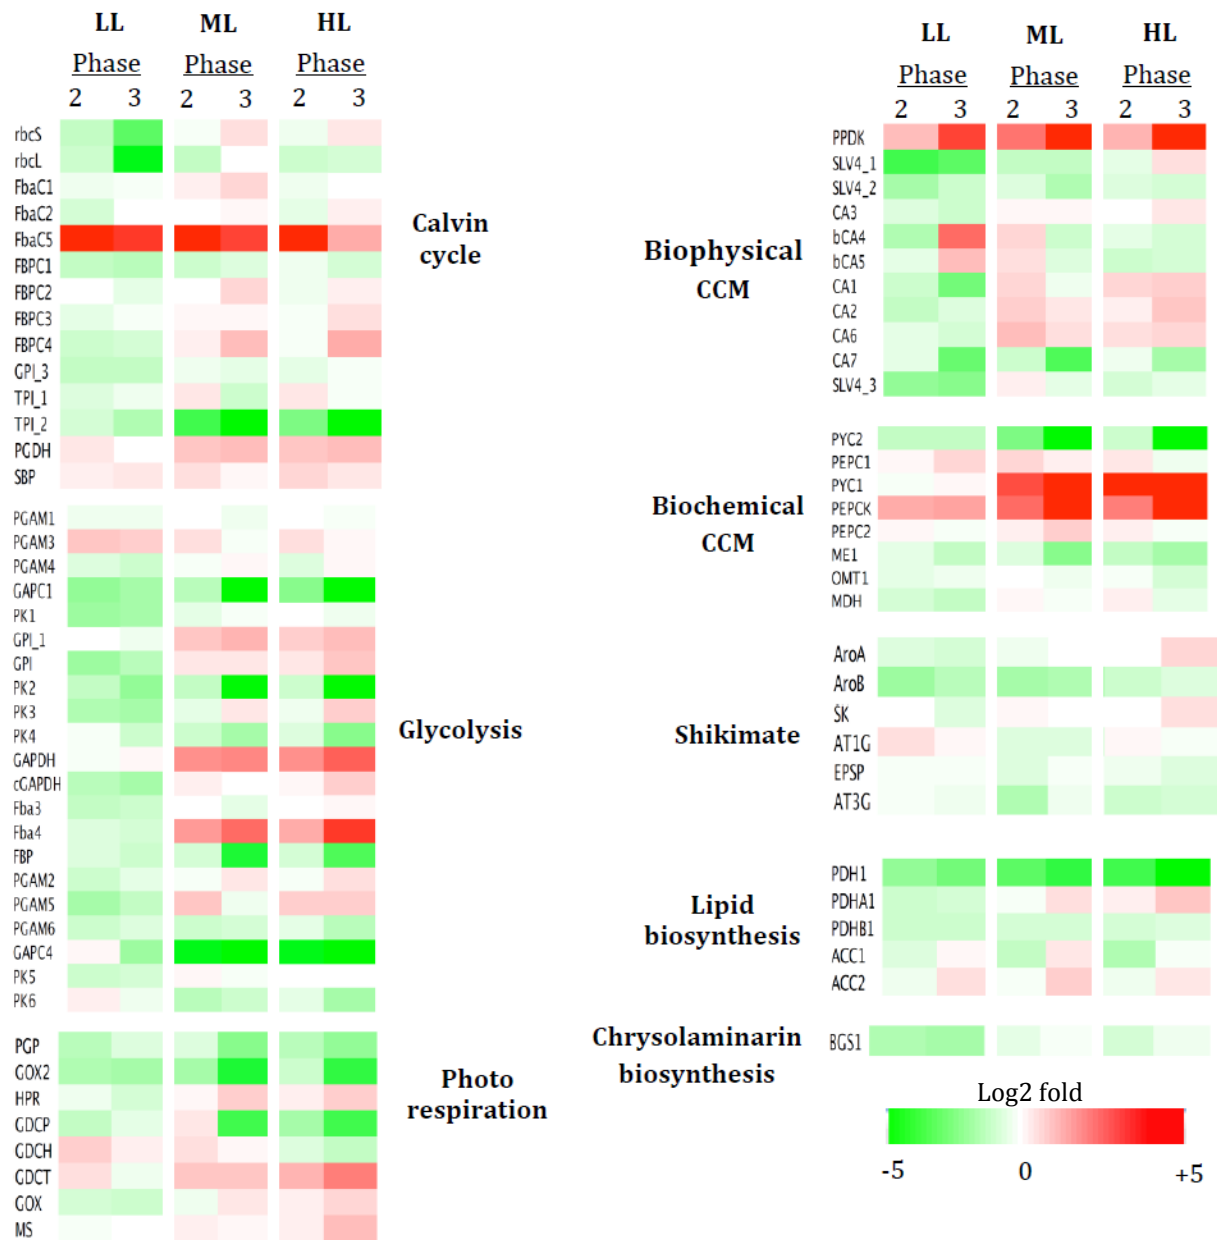 LL ML HL
Phase Phase Phase
2 3 2 3 2 3
rbcS
rbcL
FbaC1
FbaC2
FbaC5
FBPC1
FBPC2
FBPC3
FBPC4
GPI_3
TPI_1
TPI_2
PGDH
SBP
Calvin
cycle
PGAM1
PGAM3
PGAM4
GAPC1
PK1
GPI_1
GPI
PK2
PK3
PK4
GAPDH
cGAPDH
Fba3
Fba4
FBP
PGAM2
PGAM5
PGAM6
GAPC4
PK5
PK6
Glycolysis
PGP
GOX2
HPR
GDCP
GDCH
GDCT
GOX
MS
Photo
respiration
LL ML HL
Phase Phase Phase
2 3 2 3 2 3
PPDK
SLV4_1
SLV4_2
CA3
bCA4
bCA5
CA1
CA2
CA6
CA7
SLV4_3
Biophysical
CCM
PYC2
PEPC1
PYC1
PEPCK
PEPC2
ME1
OMT1
MDH
Biochemical
CCM
AroA
AroB
SK
AT1G
EPSP
AT3G
Shikimate
PDH1
PDHA1
PDHB1
ACC1
ACC2
Lipid
biosynthesis
BGS1
Chrysolaminarin
biosynthesis
Log2 fold
-5 0 +5